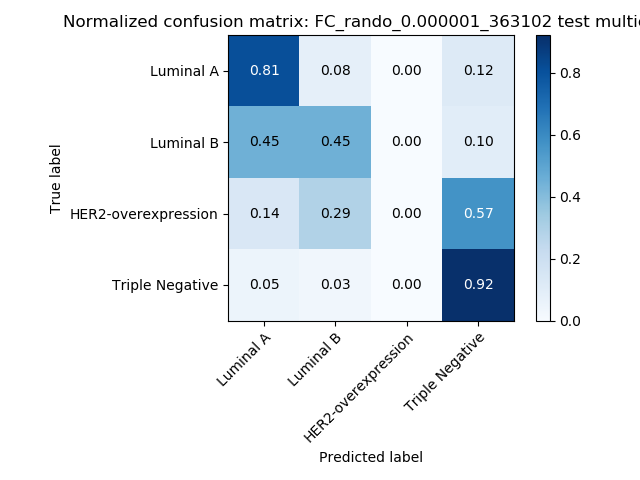 Normalized confusion matrix: FC_rando_0.000001_363102 test multic
Luminal A 0.81 0.08 0.00 0.12
Luminal B 0.45 0.45 0.00 0.10
HER2-overexpression 0.14 0.29 0.00 0.57
Triple Negative 0.05 0.03 0.00 0.92
True label
0.8
0.6
0.4
0.2
0.0
Luminal A
Luminal B
HER2-overexpression
Triple Negative
Predicted label